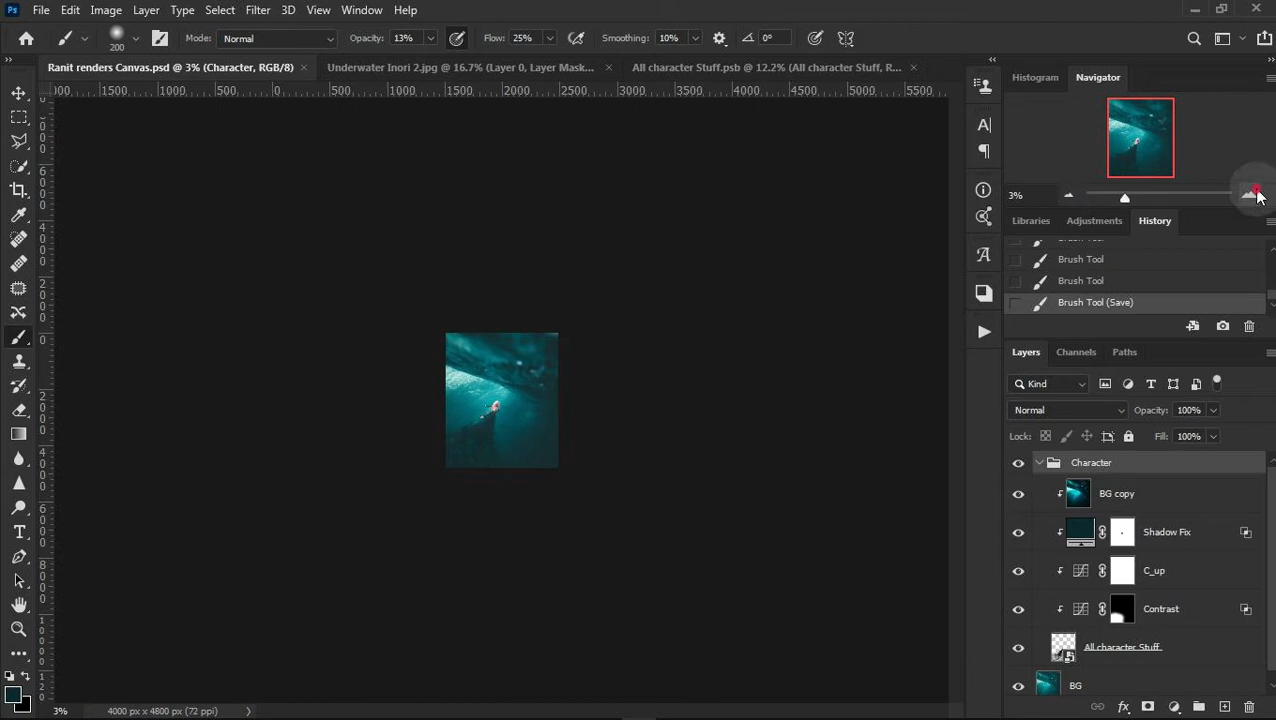 Ps File Edit Image Layer Type Select Filter 3D View Window Help
200 Mode: Normal Opacity: 13% Flow: 25% Smoothing: 10% 0°
Ranit renders Canvas.psd @ 3% (Character, RGB/8) × Underwater Inori 2.jpg @ 16.7% (Layer 0, Layer Mask... × All character Stuff.psb @ 12.2% (All character Stuff, R... ×
000 1500 1000 500 0 500 1000 1500 2000 2500 3000 3500 4000 4500 5000 5500
Histogram Navigator
3%
Libraries Adjustments History
Brush Tool
Brush Tool
Brush Tool
Brush Tool (Save)
Layers Channels Paths
Kind
Normal Opacity: 100%
Lock: Fill: 100%
Character
BG copy
Shadow Fix
C_up
Contrast
All character Stuff
BG
3% 4000 px x 4800 px (72 ppi)